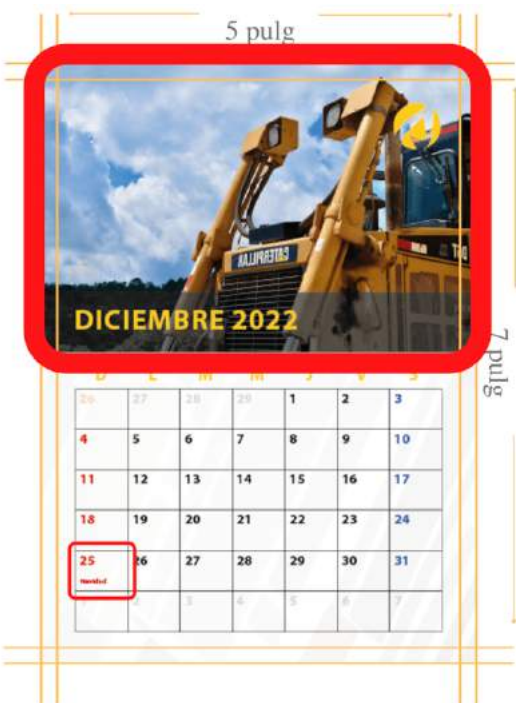 5 pulg
CATERPILLAR
D6T
DICIEMBRE 2022
7 pulg
D L M M J V S
26 27 28 29 1 2 3
4 5 6 7 8 9 10
11 12 13 14 15 16 17
18 19 20 21 22 23 24
25 26 27 28 29 30 31
Navidad
1 2 3 4 5 6 7